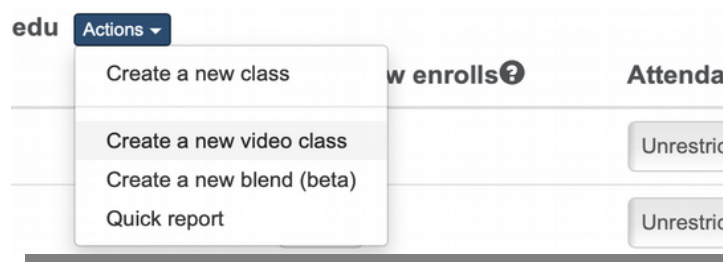 edu Actions
Create a new class
w enrolls?
Attenda
Create a new video class
Unrestric
Create a new blend (beta)
Quick report
Unrestric